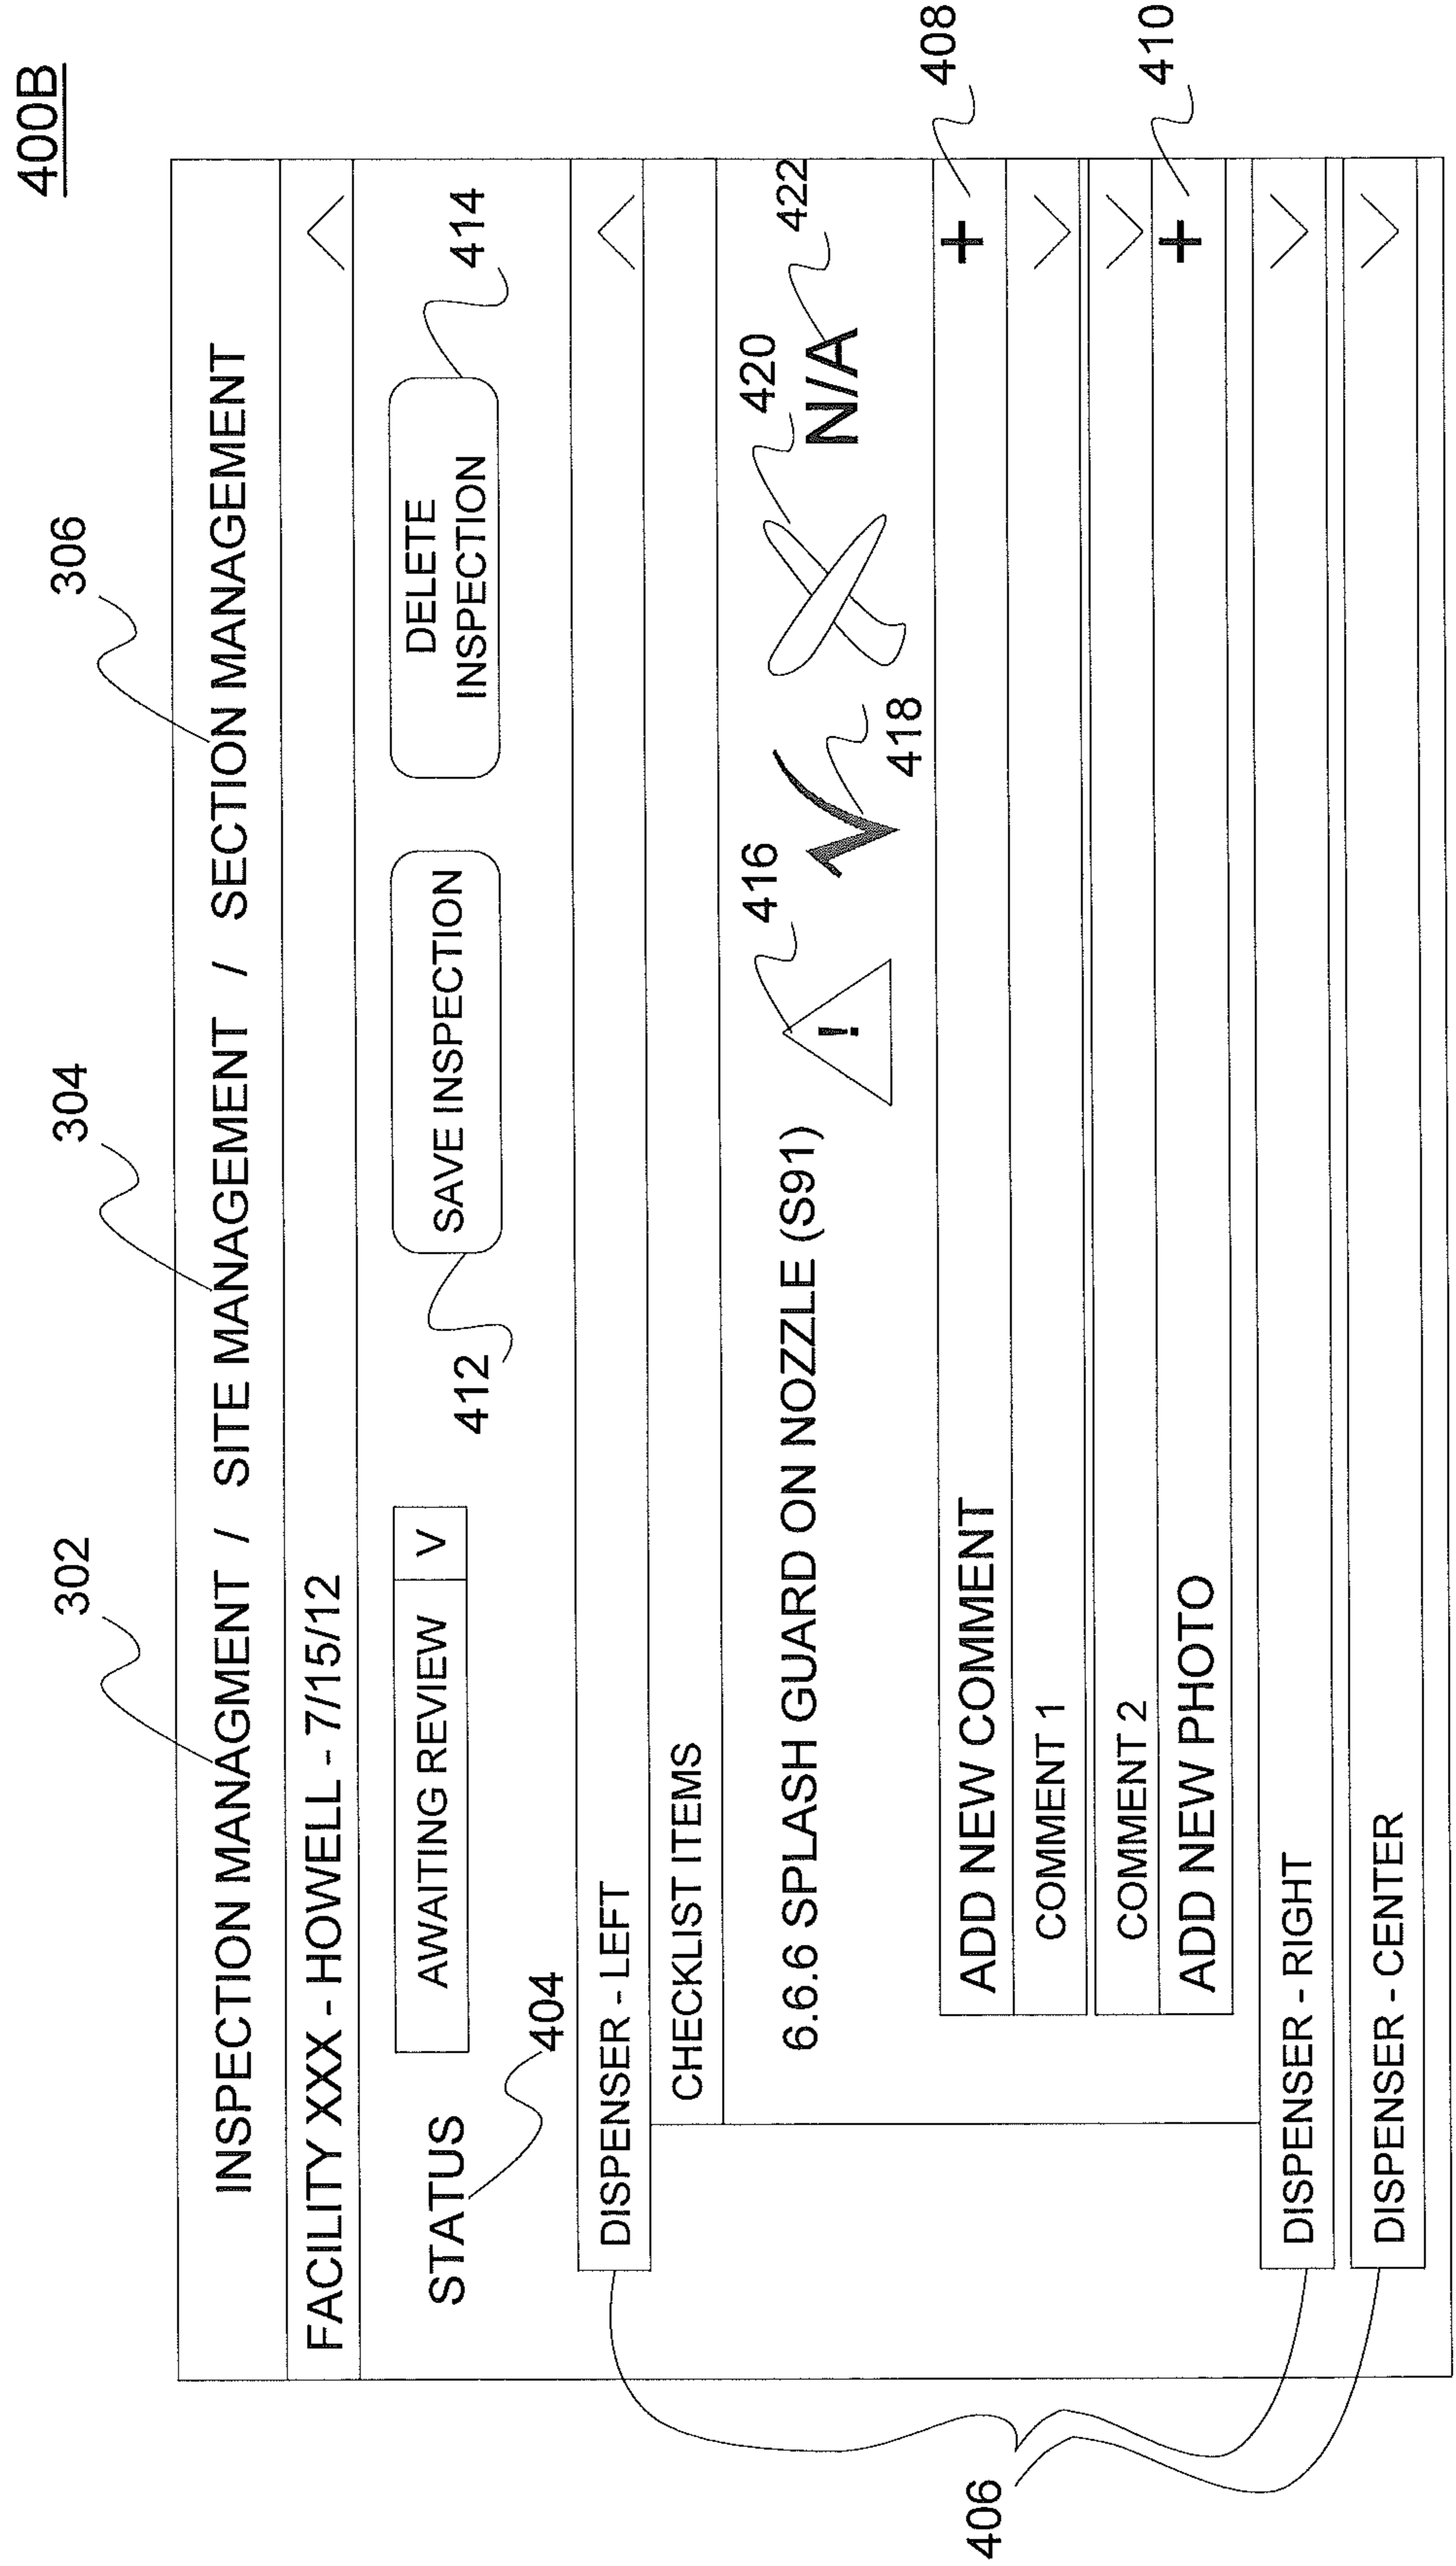 400B
302
304
306
INSPECTION MANAGMENT / SITE MANAGEMENT / SECTION MANAGEMENT
FACILITY XXX - HOWELL - 7/15/12
STATUS
AWAITING REVIEW V
SAVE INSPECTION
DELETE
INSPECTION
404
412
414
DISPENSER - LEFT
CHECKLIST ITEMS
416
420
422
6.6.6 SPLASH GUARD ON NOZZLE (S91)
!
N/A
418
408
ADD NEW COMMENT +
COMMENT 1
COMMENT 2
410
ADD NEW PHOTO +
DISPENSER - RIGHT
DISPENSER - CENTER
406